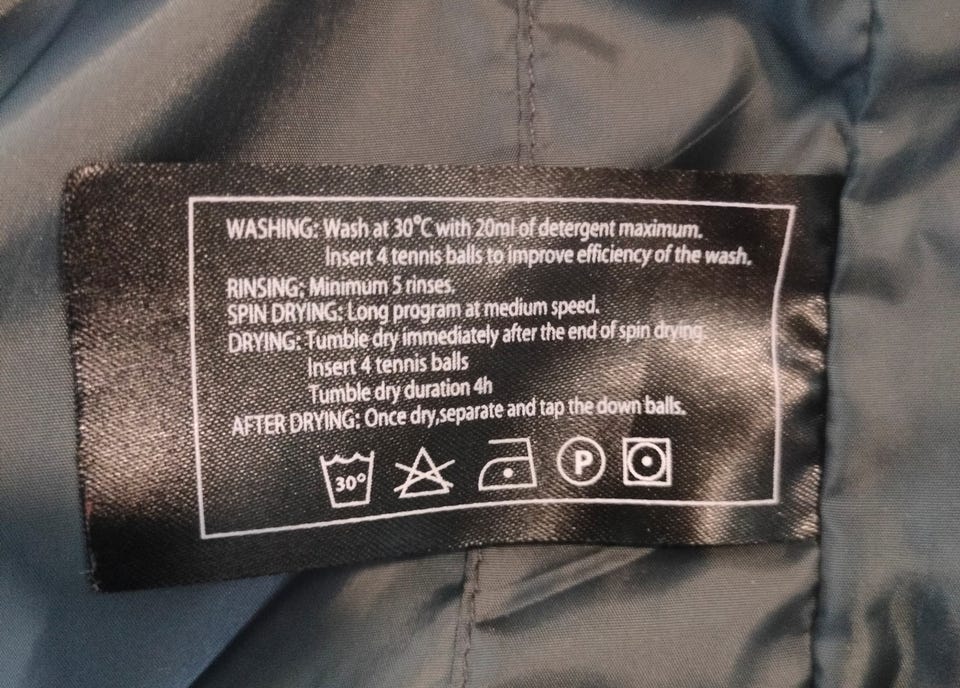 WASHING: Wash at 30°C with 20ml of detergent maximum.
Insert 4 tennis balls to improve efficiency of the wash.
RINSING: Minimum 5 rinses.
SPIN DRYING: Long program at medium speed.
DRYING: Tumble dry immediately after the end of spin drying
Insert 4 tennis balls
Tumble dry duration 4h
AFTER DRYING: Once dry,separate and tap the down balls.
30° P